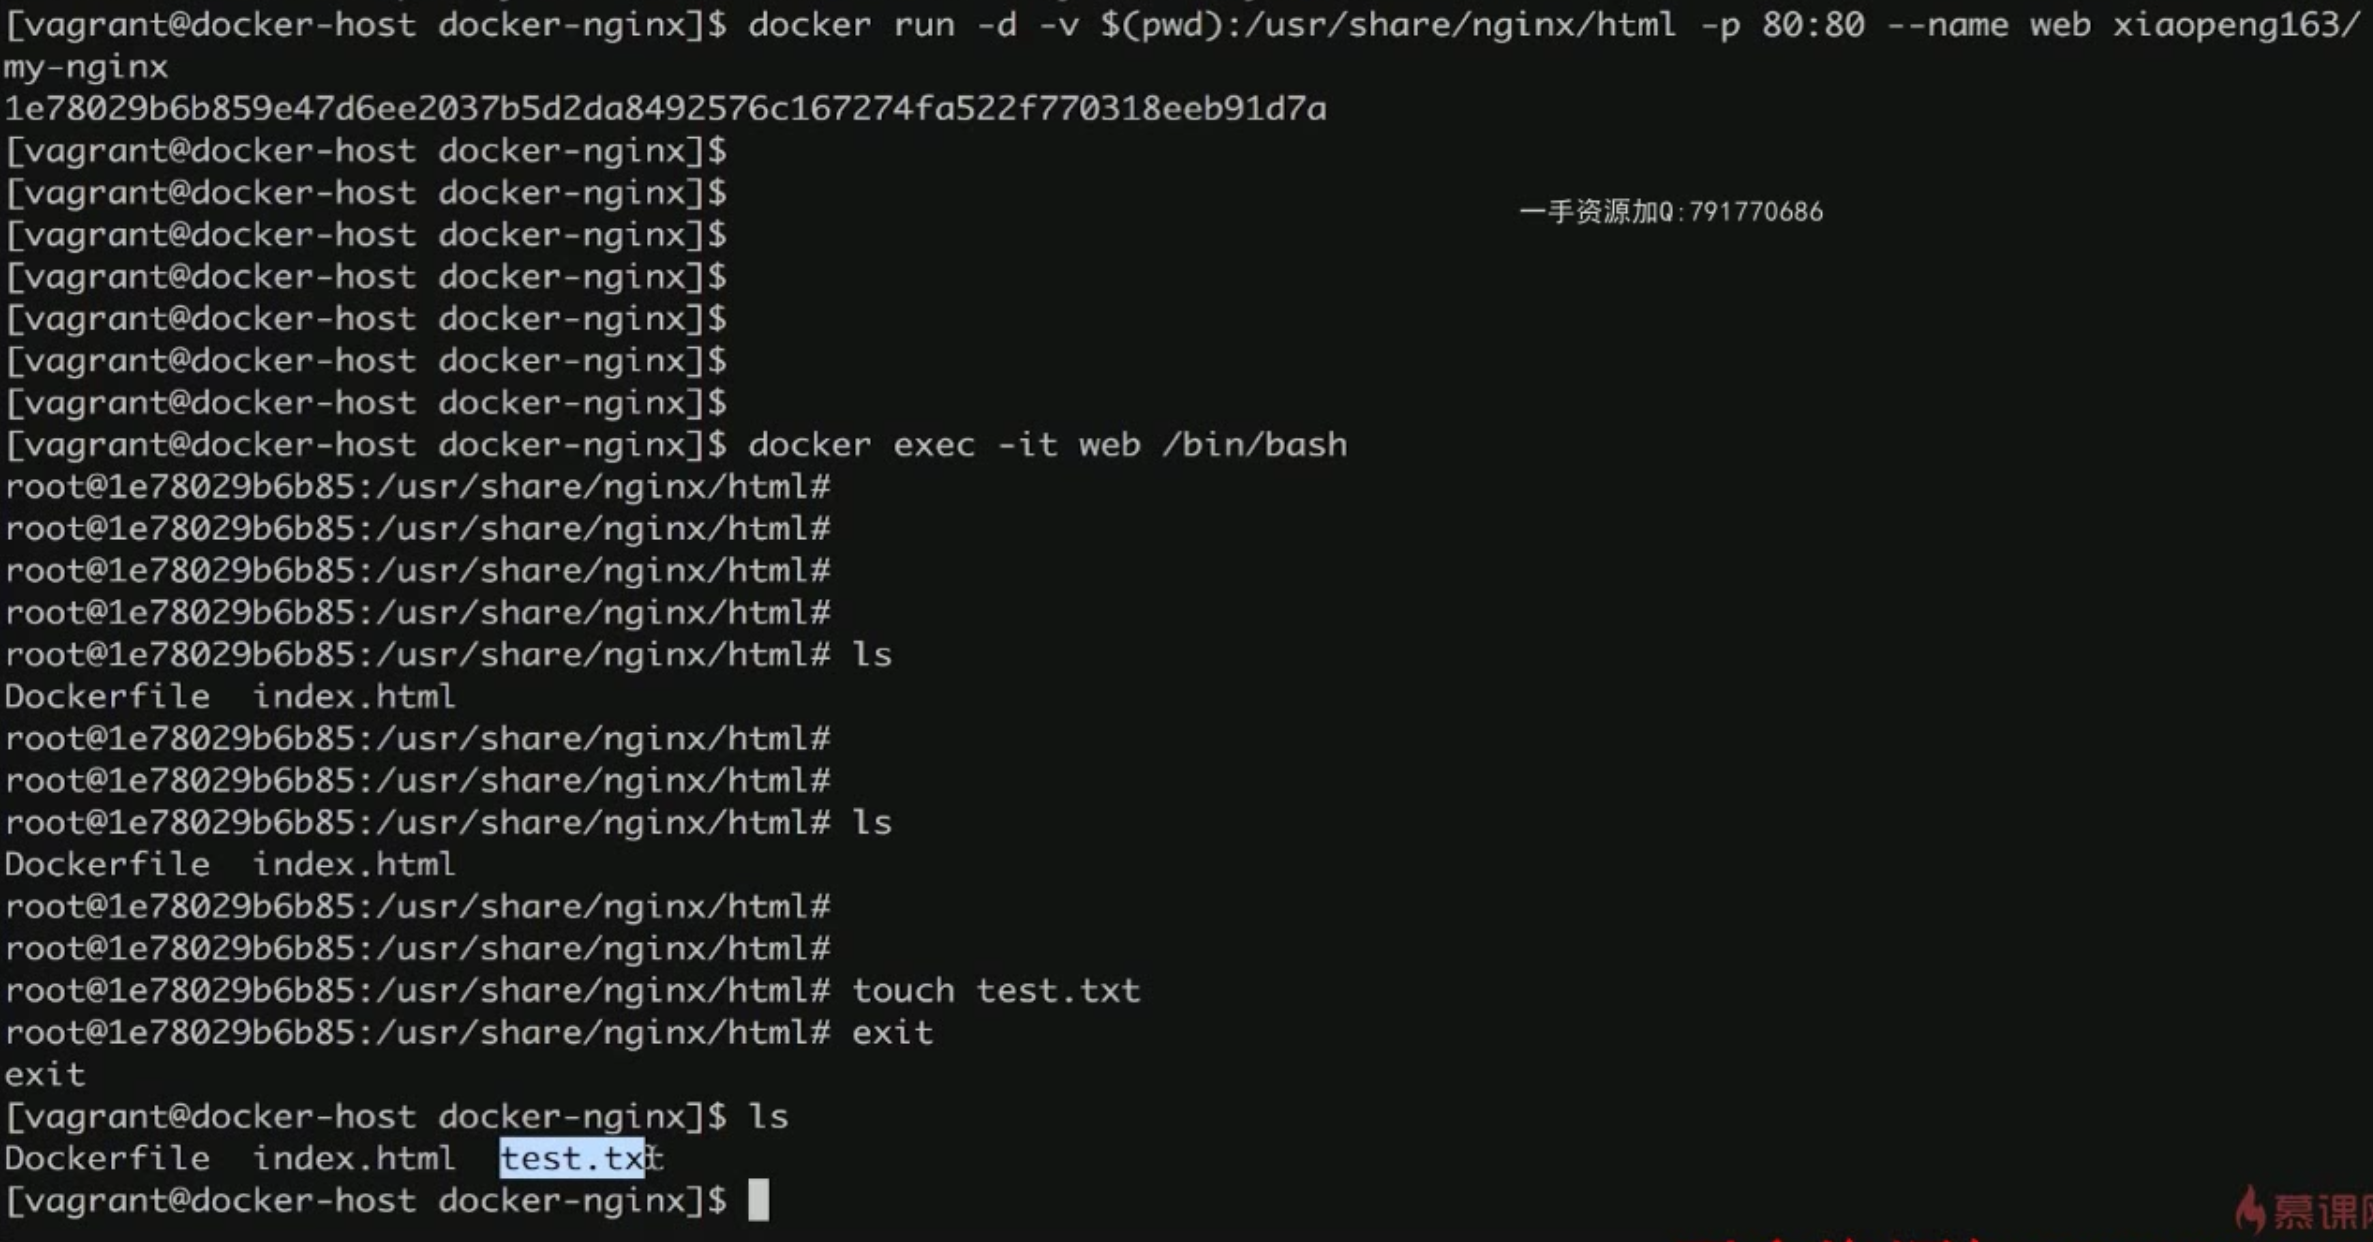 [vagrant@docker-host docker-nginx]$ docker run -d -v $(pwd):/usr/share/nginx/html -p 80:80 --name web xiaopeng163/
my-nginx
1e78029b6b859e47d6ee2037b5d2da8492576c167274fa522f770318eeb91d7a
[vagrant@docker-host docker-nginx]$
[vagrant@docker-host docker-nginx]$
一手资源加Q:791770686
[vagrant@docker-host docker-nginx]$
[vagrant@docker-host docker-nginx]$
[vagrant@docker-host docker-nginx]$
[vagrant@docker-host docker-nginx]$
[vagrant@docker-host docker-nginx]$
[vagrant@docker-host docker-nginx]$ docker exec -it web /bin/bash
root@1e78029b6b85:/usr/share/nginx/html#
root@1e78029b6b85:/usr/share/nginx/html#
root@1e78029b6b85:/usr/share/nginx/html#
root@1e78029b6b85:/usr/share/nginx/html#
root@1e78029b6b85:/usr/share/nginx/html# ls
Dockerfile  index.html
root@1e78029b6b85:/usr/share/nginx/html#
root@1e78029b6b85:/usr/share/nginx/html#
root@1e78029b6b85:/usr/share/nginx/html# ls
Dockerfile  index.html
root@1e78029b6b85:/usr/share/nginx/html#
root@1e78029b6b85:/usr/share/nginx/html#
root@1e78029b6b85:/usr/share/nginx/html# touch test.txt
root@1e78029b6b85:/usr/share/nginx/html# exit
exit
[vagrant@docker-host docker-nginx]$ ls
Dockerfile  index.html  test.txt
[vagrant@docker-host docker-nginx]$
慕课